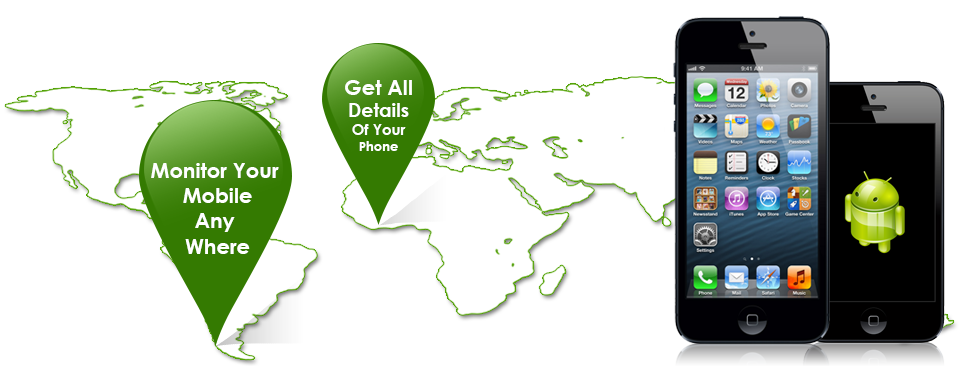 Monitor Your
Mobile
Any
Where
Get All
Details
Of Your
Phone
9:41 AM
Wednesday
12
Messages
Calendar
Photos
Camera
Videos
Maps
Weather
Passbook
Notes
Reminders
Clock
Stocks
Newsstand
iTunes
App Store
Game Center
Settings
Phone
Mail
Safari
Music